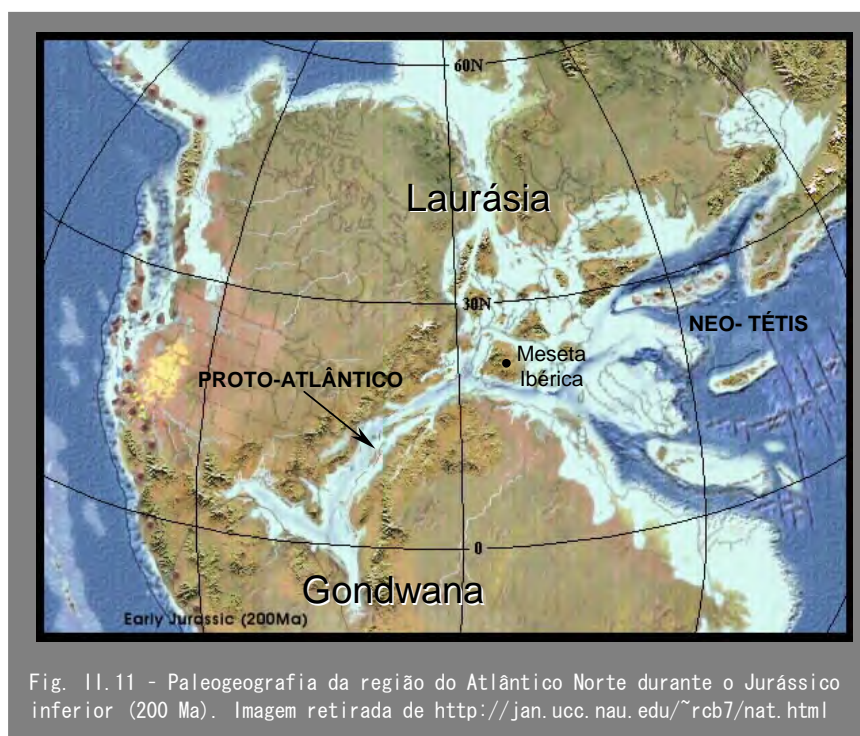 60N
Laurásia
30N
NEO- TÉTIS
Meseta
Ibérica
PROTO-ATLÂNTICO
0
Gondwana
Early Jurassic (200Ma)
Fig. II.11 - Paleogeografia da região do Atlântico Norte durante o Jurássico
inferior (200 Ma). Imagem retirada de http://jan.ucc.nau.edu/~rcb7/nat.html